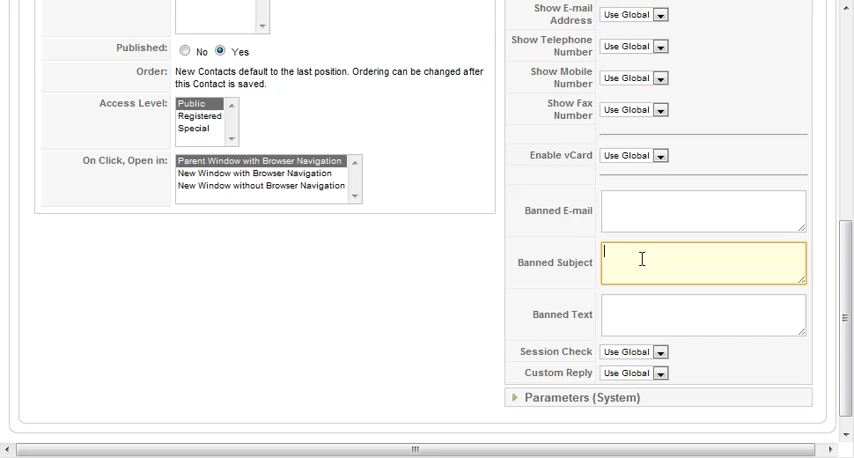 Published:
No
Yes
Order:
New Contacts default to the last position. Ordering can be changed after
this Contact is saved.
Access Level:
Public
Registered
Special
On Click, Open in:
Parent Window with Browser Navigation
New Window with Browser Navigation
New Window without Browser Navigation
Show E-mail
Address
Use Global
Show Telephone
Number
Use Global
Show Mobile
Number
Use Global
Show Fax
Number
Use Global
Enable vCard
Use Global
Banned E-mail
Banned Subject
Banned Text
Session Check
Use Global
Custom Reply
Use Global
Parameters (System)